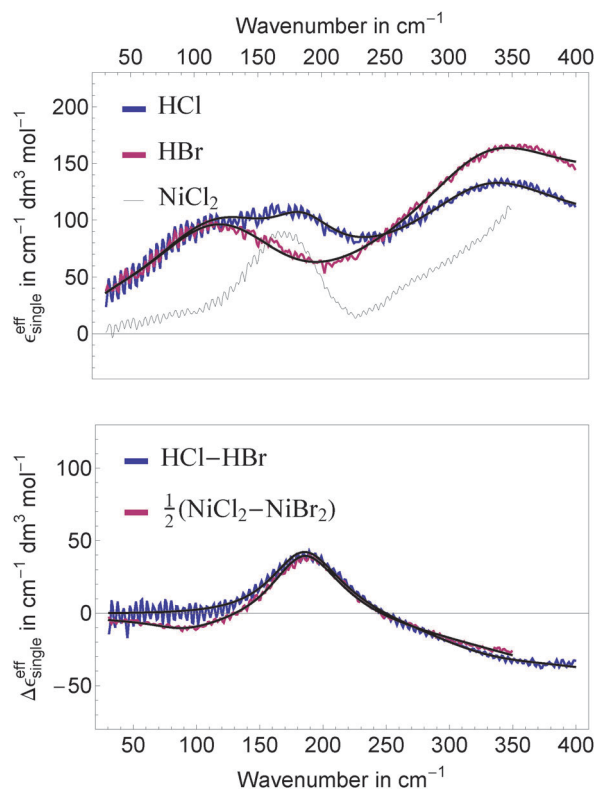 Wavenumber in cm⁻¹
50 100 150 200 250 300 350 400
200
150
100
50
0
HCl
HBr
NiCl₂
ϵ^eff_single in cm⁻¹ dm³ mol⁻¹
100
50
0
−50
HCl−HBr
½(NiCl₂−NiBr₂)
Δϵ^eff_single in cm⁻¹ dm³ mol⁻¹
50 100 150 200 250 300 350 400
Wavenumber in cm⁻¹